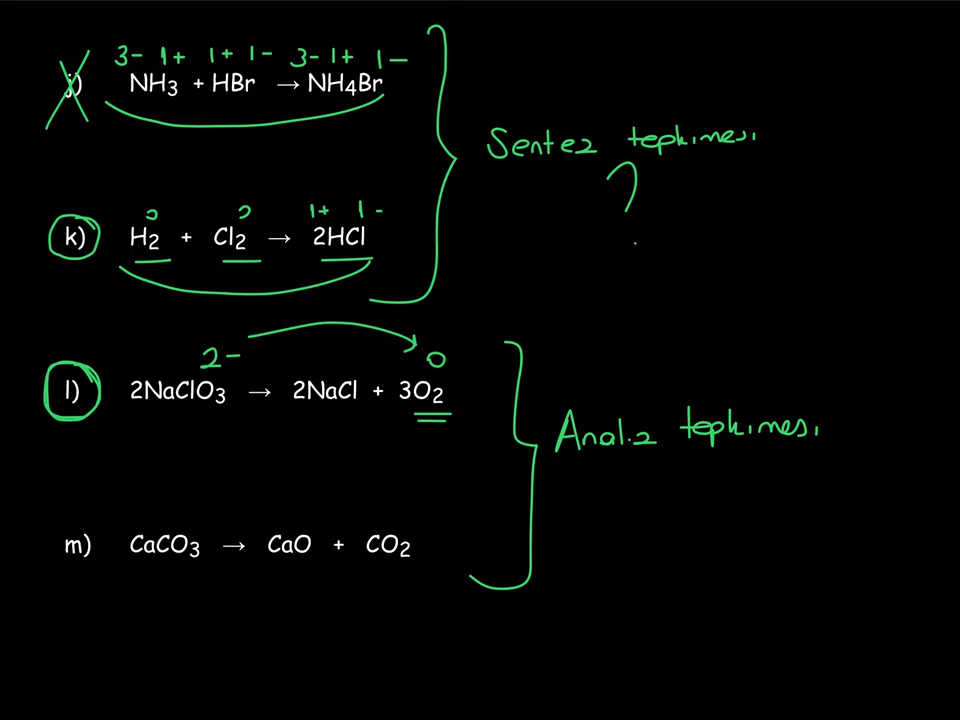 3- 1+ 1+ 1- 3- 1+ 1-
j) NH3 + HBr → NH4Br
Sentez tepkimesi
?
0 0 1+ 1-
k) H2 + Cl2 → 2HCl
2- 0
l) 2NaClO3 → 2NaCl + 3O2
Analiz tepkimesi
m) CaCO3 → CaO + CO2